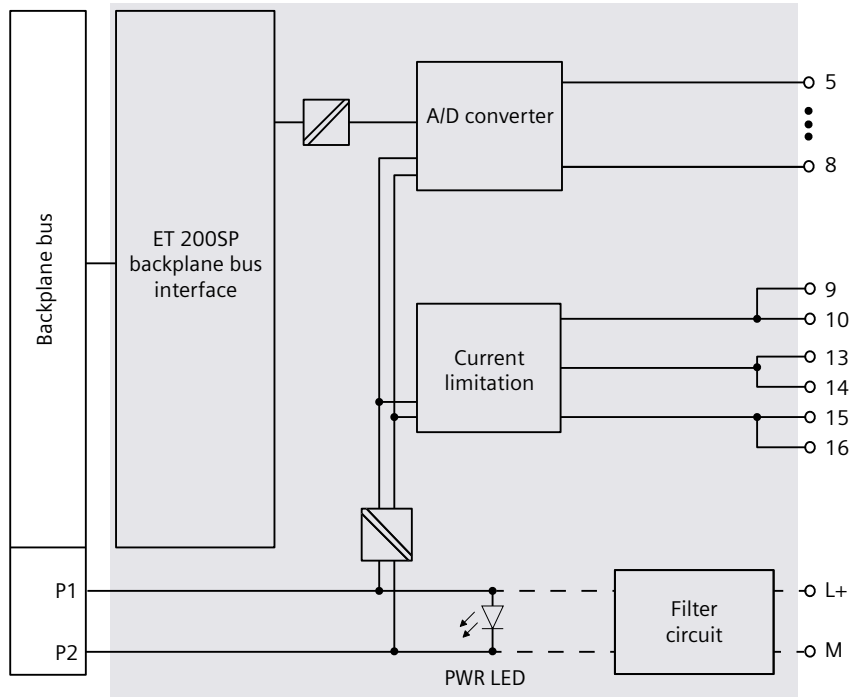 Backplane bus
ET 200SP
backplane bus
interface
A/D converter
5
8
Current
limitation
9
10
13
14
15
16
P1
P2
PWR LED
Filter
circuit
L+
M